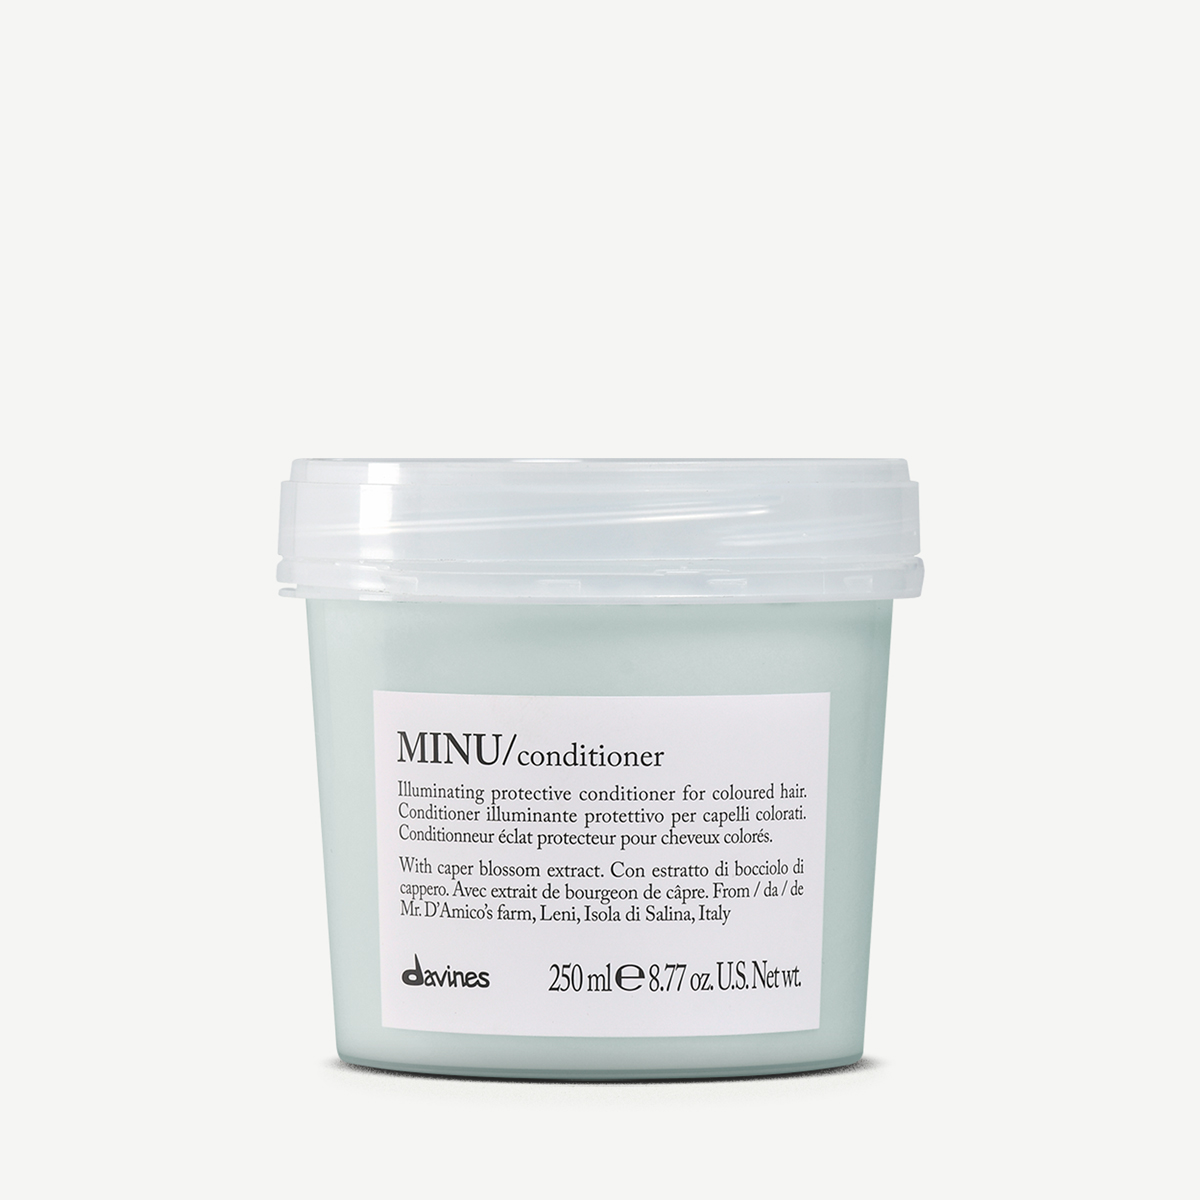 MINU/conditioner
Illuminating protective conditioner for coloured hair.
Conditioner illuminante protettivo per capelli colorati.
Conditionneur éclat protecteur pour cheveux colorés.
With caper blossom extract. Con estratto di bocciolo di
cappero. Avec extrait de bourgeon de câpre. From / da / de
Mr. D'Amico's farm, Leni, Isola di Salina, Italy
davines 250 ml ℮ 8.77 oz. U.S. Net wt.